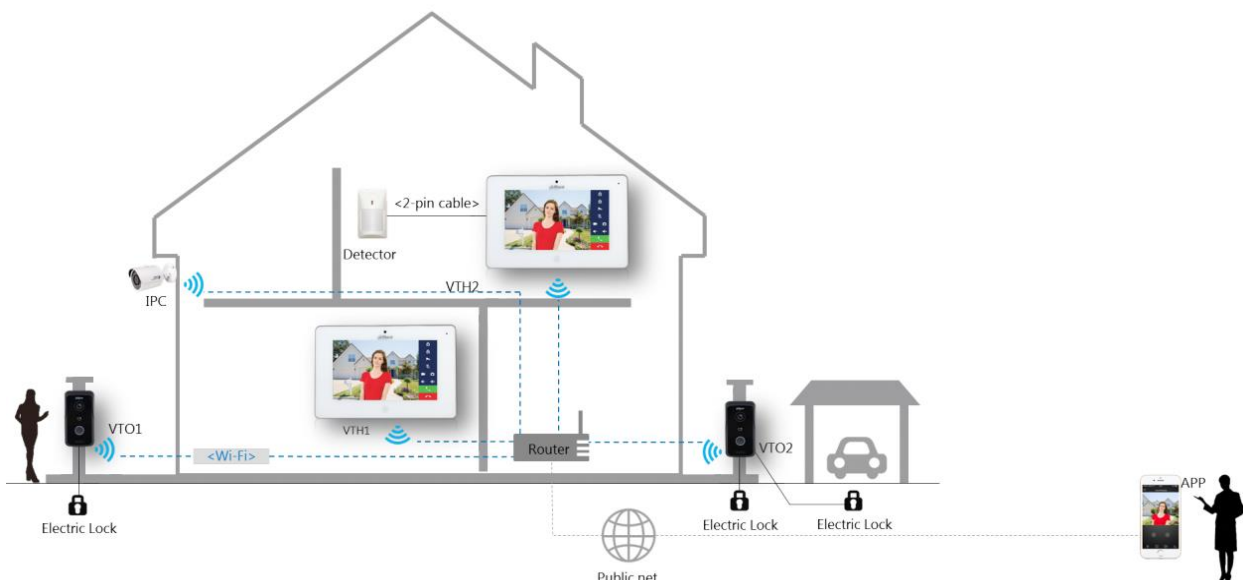 <2-pin cable>
Detector
IPC
VTH2
VTO1
VTH1
<Wi-Fi>
Router
VTO2
APP
Electric Lock
Electric Lock
Electric Lock
Public net